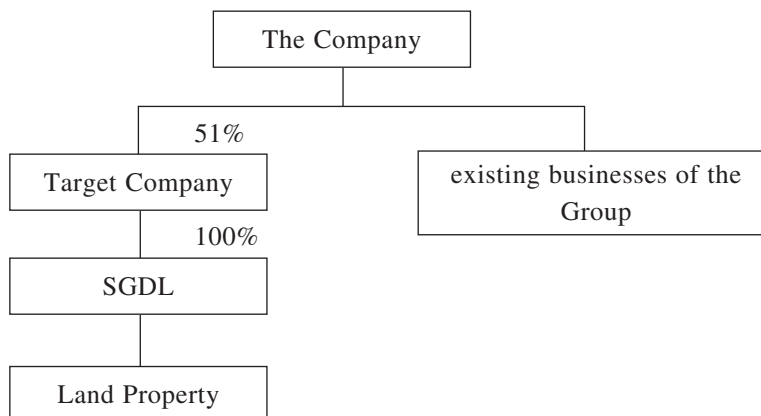 The Company
51%
Target Company
existing businesses of the
Group
100%
SGDL
Land Property